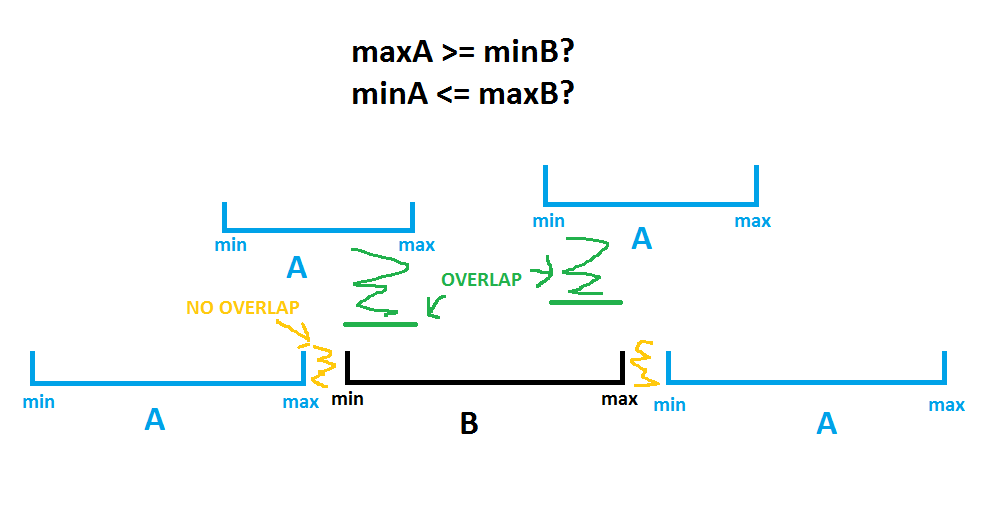 maxA >= minB?
minA <= maxB?
min
max
A
min
max
A
OVERLAP
NO OVERLAP
min
max
A
min
max
B
min
max
A